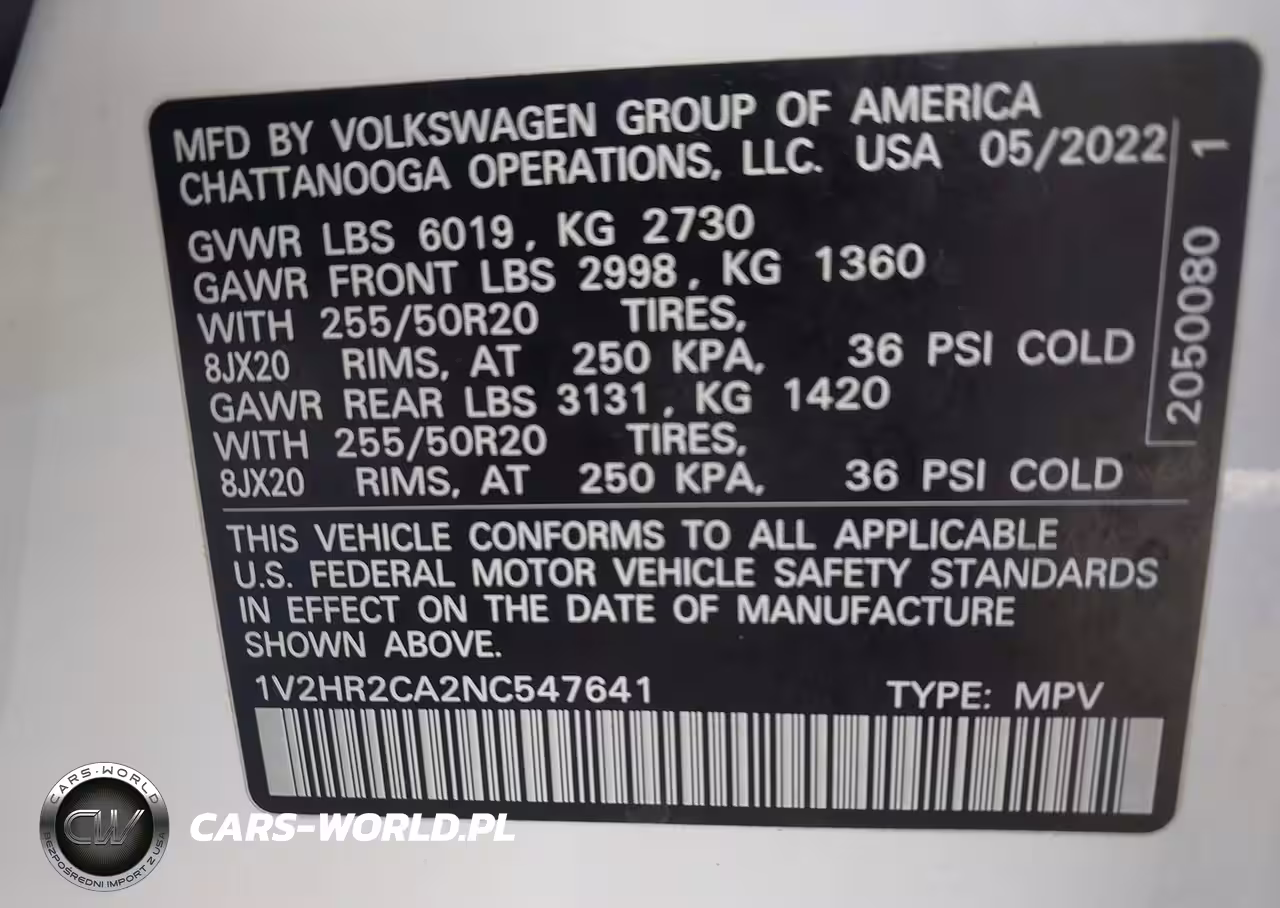 MFD BY VOLKSWAGEN GROUP OF AMERICA
CHATTANOOGA OPERATIONS, LLC. USA 05/2022
GVWR LBS 6019, KG 2730
GAWR FRONT LBS 2998, KG 1360
WITH 255/50R20 TIRES,
8JX20 RIMS, AT 250 KPA, 36 PSI COLD
GAWR REAR LBS 3131, KG 1420
WITH 255/50R20 TIRES,
8JX20 RIMS, AT 250 KPA, 36 PSI COLD
2050080 1
THIS VEHICLE CONFORMS TO ALL APPLICABLE
U.S. FEDERAL MOTOR VEHICLE SAFETY STANDARDS
IN EFFECT ON THE DATE OF MANUFACTURE
SHOWN ABOVE.
1V2HR2CA2NC547641 TYPE: MPV
CARS-WORLD
CW
BEZPOŚREDNI IMPORT Z USA
CARS-WORLD.PL